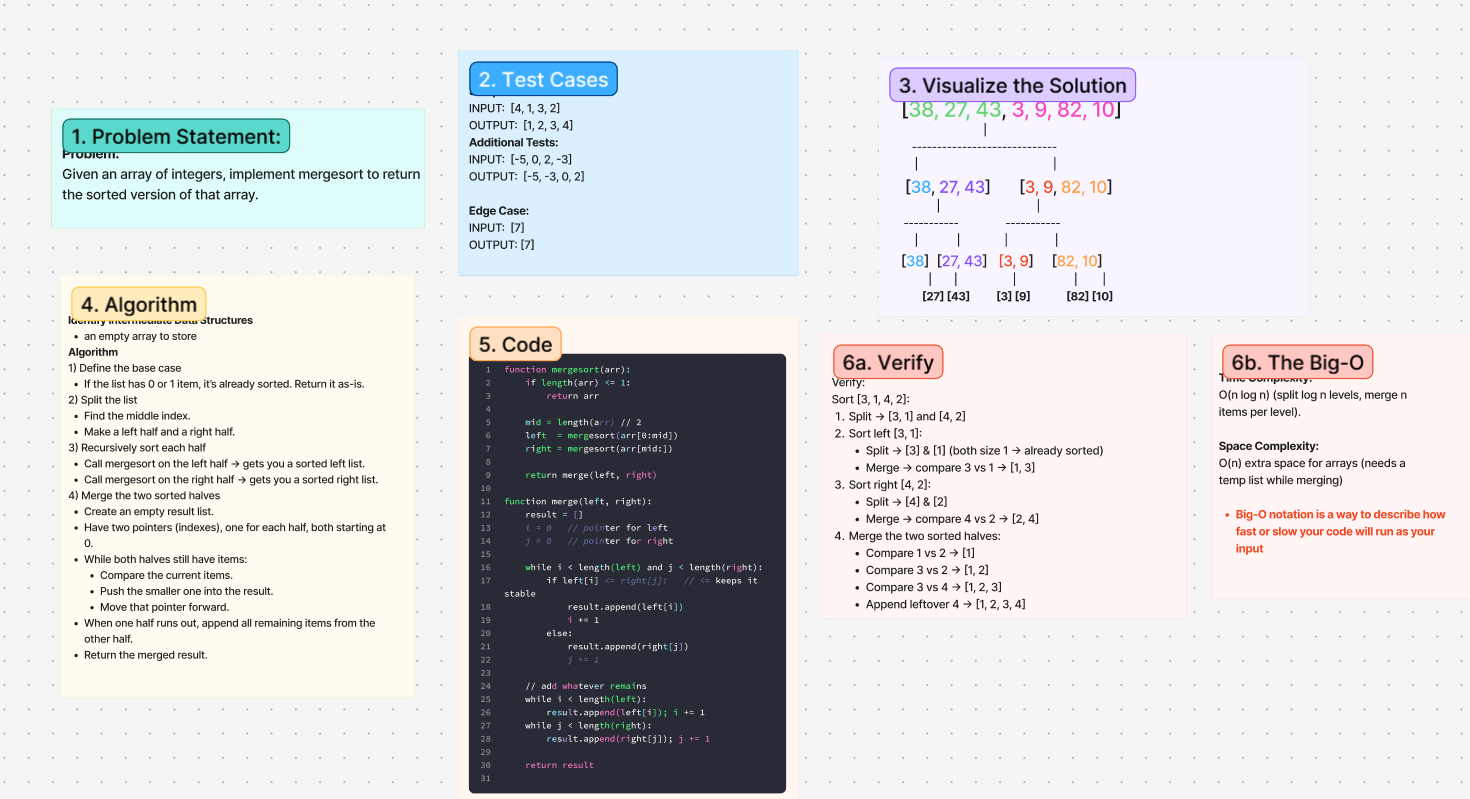 1. Problem Statement:
Problem:
Given an array of integers, implement mergesort to return
the sorted version of that array.
2. Test Cases
INPUT: [4, 1, 3, 2]
OUTPUT: [1, 2, 3, 4]
Additional Tests:
INPUT: [-5, 0, 2, -3]
OUTPUT: [-5, -3, 0, 2]
Edge Case:
INPUT: [7]
OUTPUT: [7]
3. Visualize the Solution
[38, 27, 43, 3, 9, 82, 10]
|
----------------------------
| |
[38, 27, 43] [3, 9, 82, 10]
| |
----------- -----------
| | | |
[38] [27, 43] [3, 9] [82, 10]
| | | | |
[27] [43] [3] [9] [82] [10]
4. Algorithm
Identify Intermediate Data Structures
• an empty array to store
Algorithm
1) Define the base case
• If the list has 0 or 1 item, it's already sorted. Return it as-is.
2) Split the list
• Find the middle index.
• Make a left half and a right half.
3) Recursively sort each half
• Call mergesort on the left half → gets you a sorted left list.
• Call mergesort on the right half → gets you a sorted right list.
4) Merge the two sorted halves
• Create an empty result list.
• Have two pointers (indexes), one for each half, both starting at
0.
• While both halves still have items:
• Compare the current items.
• Push the smaller one into the result.
• Move that pointer forward.
• When one half runs out, append all remaining items from the
other half.
• Return the merged result.
5. Code
1 function mergesort(arr):
2 if length(arr) <= 1:
3 return arr
4
5 mid = length(arr) // 2
6 left = mergesort(arr[0:mid])
7 right = mergesort(arr[mid:])
8
9 return merge(left, right)
10
11 function merge(left, right):
12 result = []
13 i = 0 // pointer for left
14 j = 0 // pointer for right
15
16 while i < length(left) and j < length(right):
17 if left[i] <= right[j]: // <= keeps it
stable
18 result.append(left[i])
19 i += 1
20 else:
21 result.append(right[j])
22 j += 1
23
24 // add whatever remains
25 while i < length(left):
26 result.append(left[i]); i += 1
27 while j < length(right):
28 result.append(right[j]); j += 1
29
30 return result
31
6a. Verify
Verify:
Sort [3, 1, 4, 2]:
1. Split → [3, 1] and [4, 2]
2. Sort left [3, 1]:
• Split → [3] & [1] (both size 1 → already sorted)
• Merge → compare 3 vs 1 → [1, 3]
3. Sort right [4, 2]:
• Split → [4] & [2]
• Merge → compare 4 vs 2 → [2, 4]
4. Merge the two sorted halves:
• Compare 1 vs 2 → [1]
• Compare 3 vs 2 → [1, 2]
• Compare 3 vs 4 → [1, 2, 3]
• Append leftover 4 → [1, 2, 3, 4]
6b. The Big-O
Time Complexity:
O(n log n) (split log n levels, merge n
items per level).
Space Complexity:
O(n) extra space for arrays (needs a
temp list while merging)
• Big-O notation is a way to describe how
fast or slow your code will run as your
input